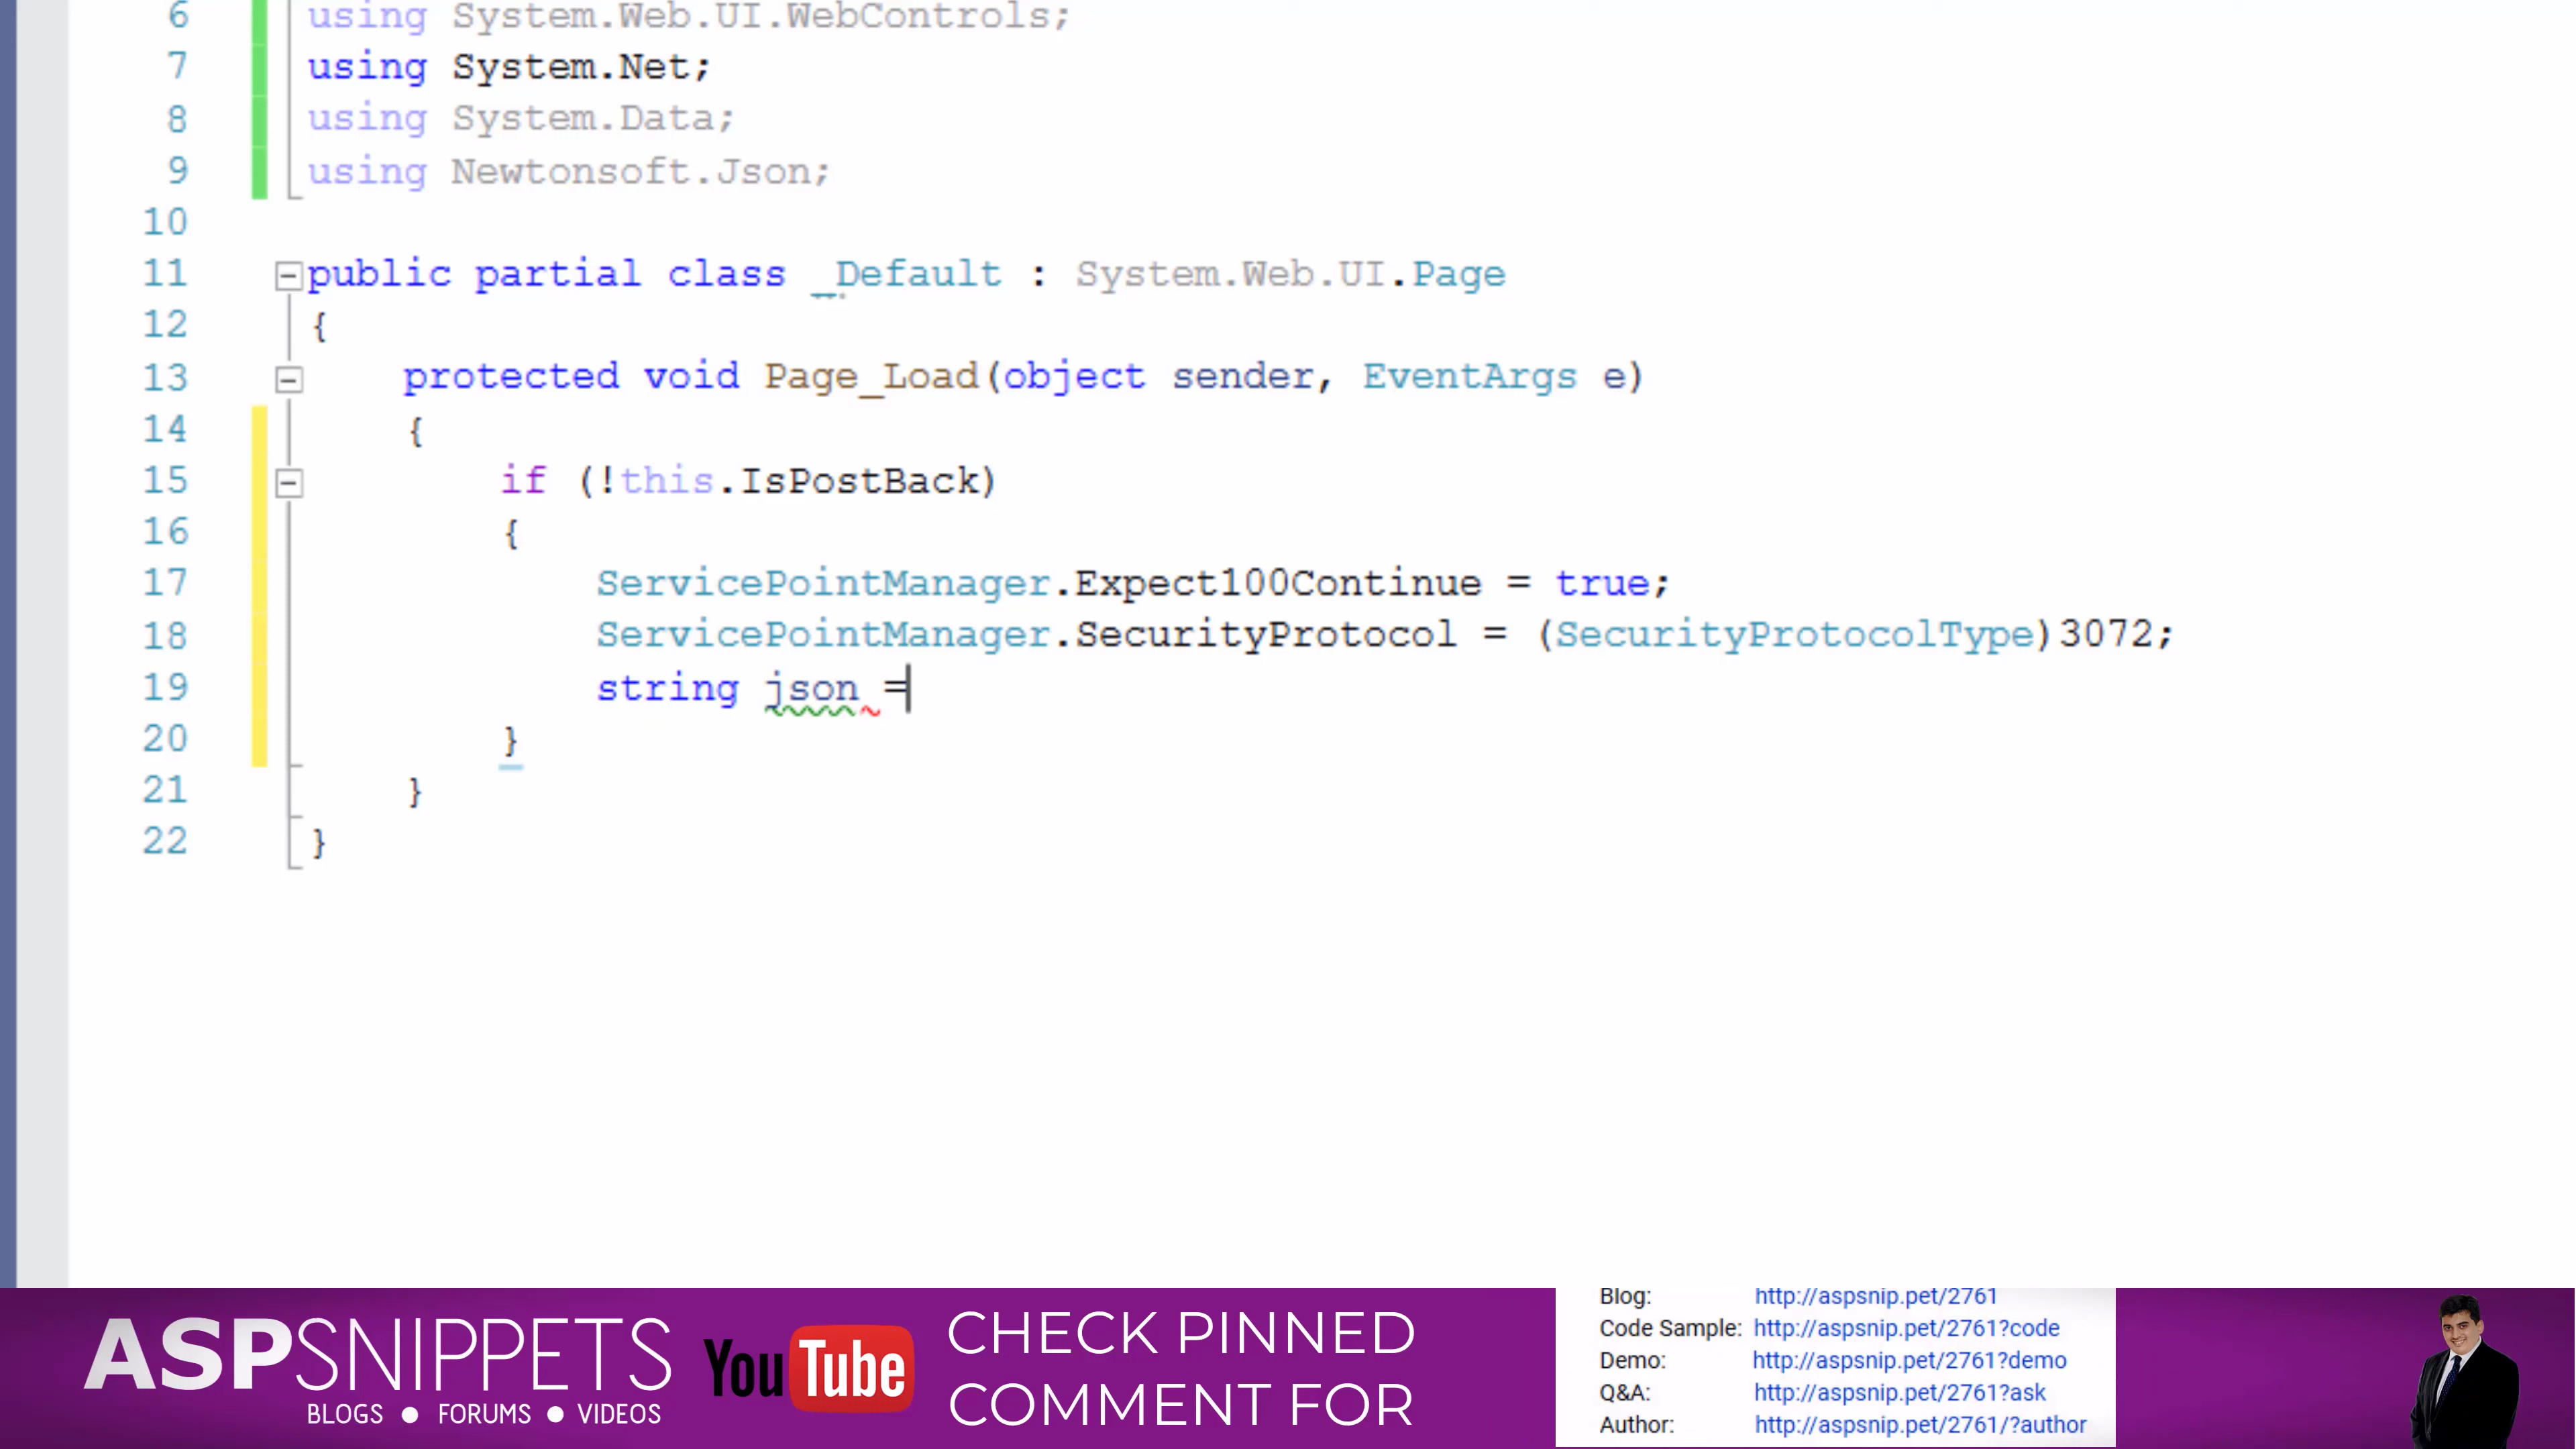 6 using System.Web.UI.WebControls;
7 using System.Net;
8 using System.Data;
9 using Newtonsoft.Json;
10
11 public partial class _Default : System.Web.UI.Page
12 {
13 protected void Page_Load(object sender, EventArgs e)
14 {
15 if (!this.IsPostBack)
16 {
17 ServicePointManager.Expect100Continue = true;
18 ServicePointManager.SecurityProtocol = (SecurityProtocolType)3072;
19 string json =
20 }
21 }
22 }
ASPSNIPPETS
BLOGS ● FORUMS ● VIDEOS
YouTube
CHECK PINNED
COMMENT FOR
Blog: http://aspsnip.pet/2761
Code Sample: http://aspsnip.pet/2761?code
Demo: http://aspsnip.pet/2761?demo
Q&A: http://aspsnip.pet/2761?ask
Author: http://aspsnip.pet/2761/?author